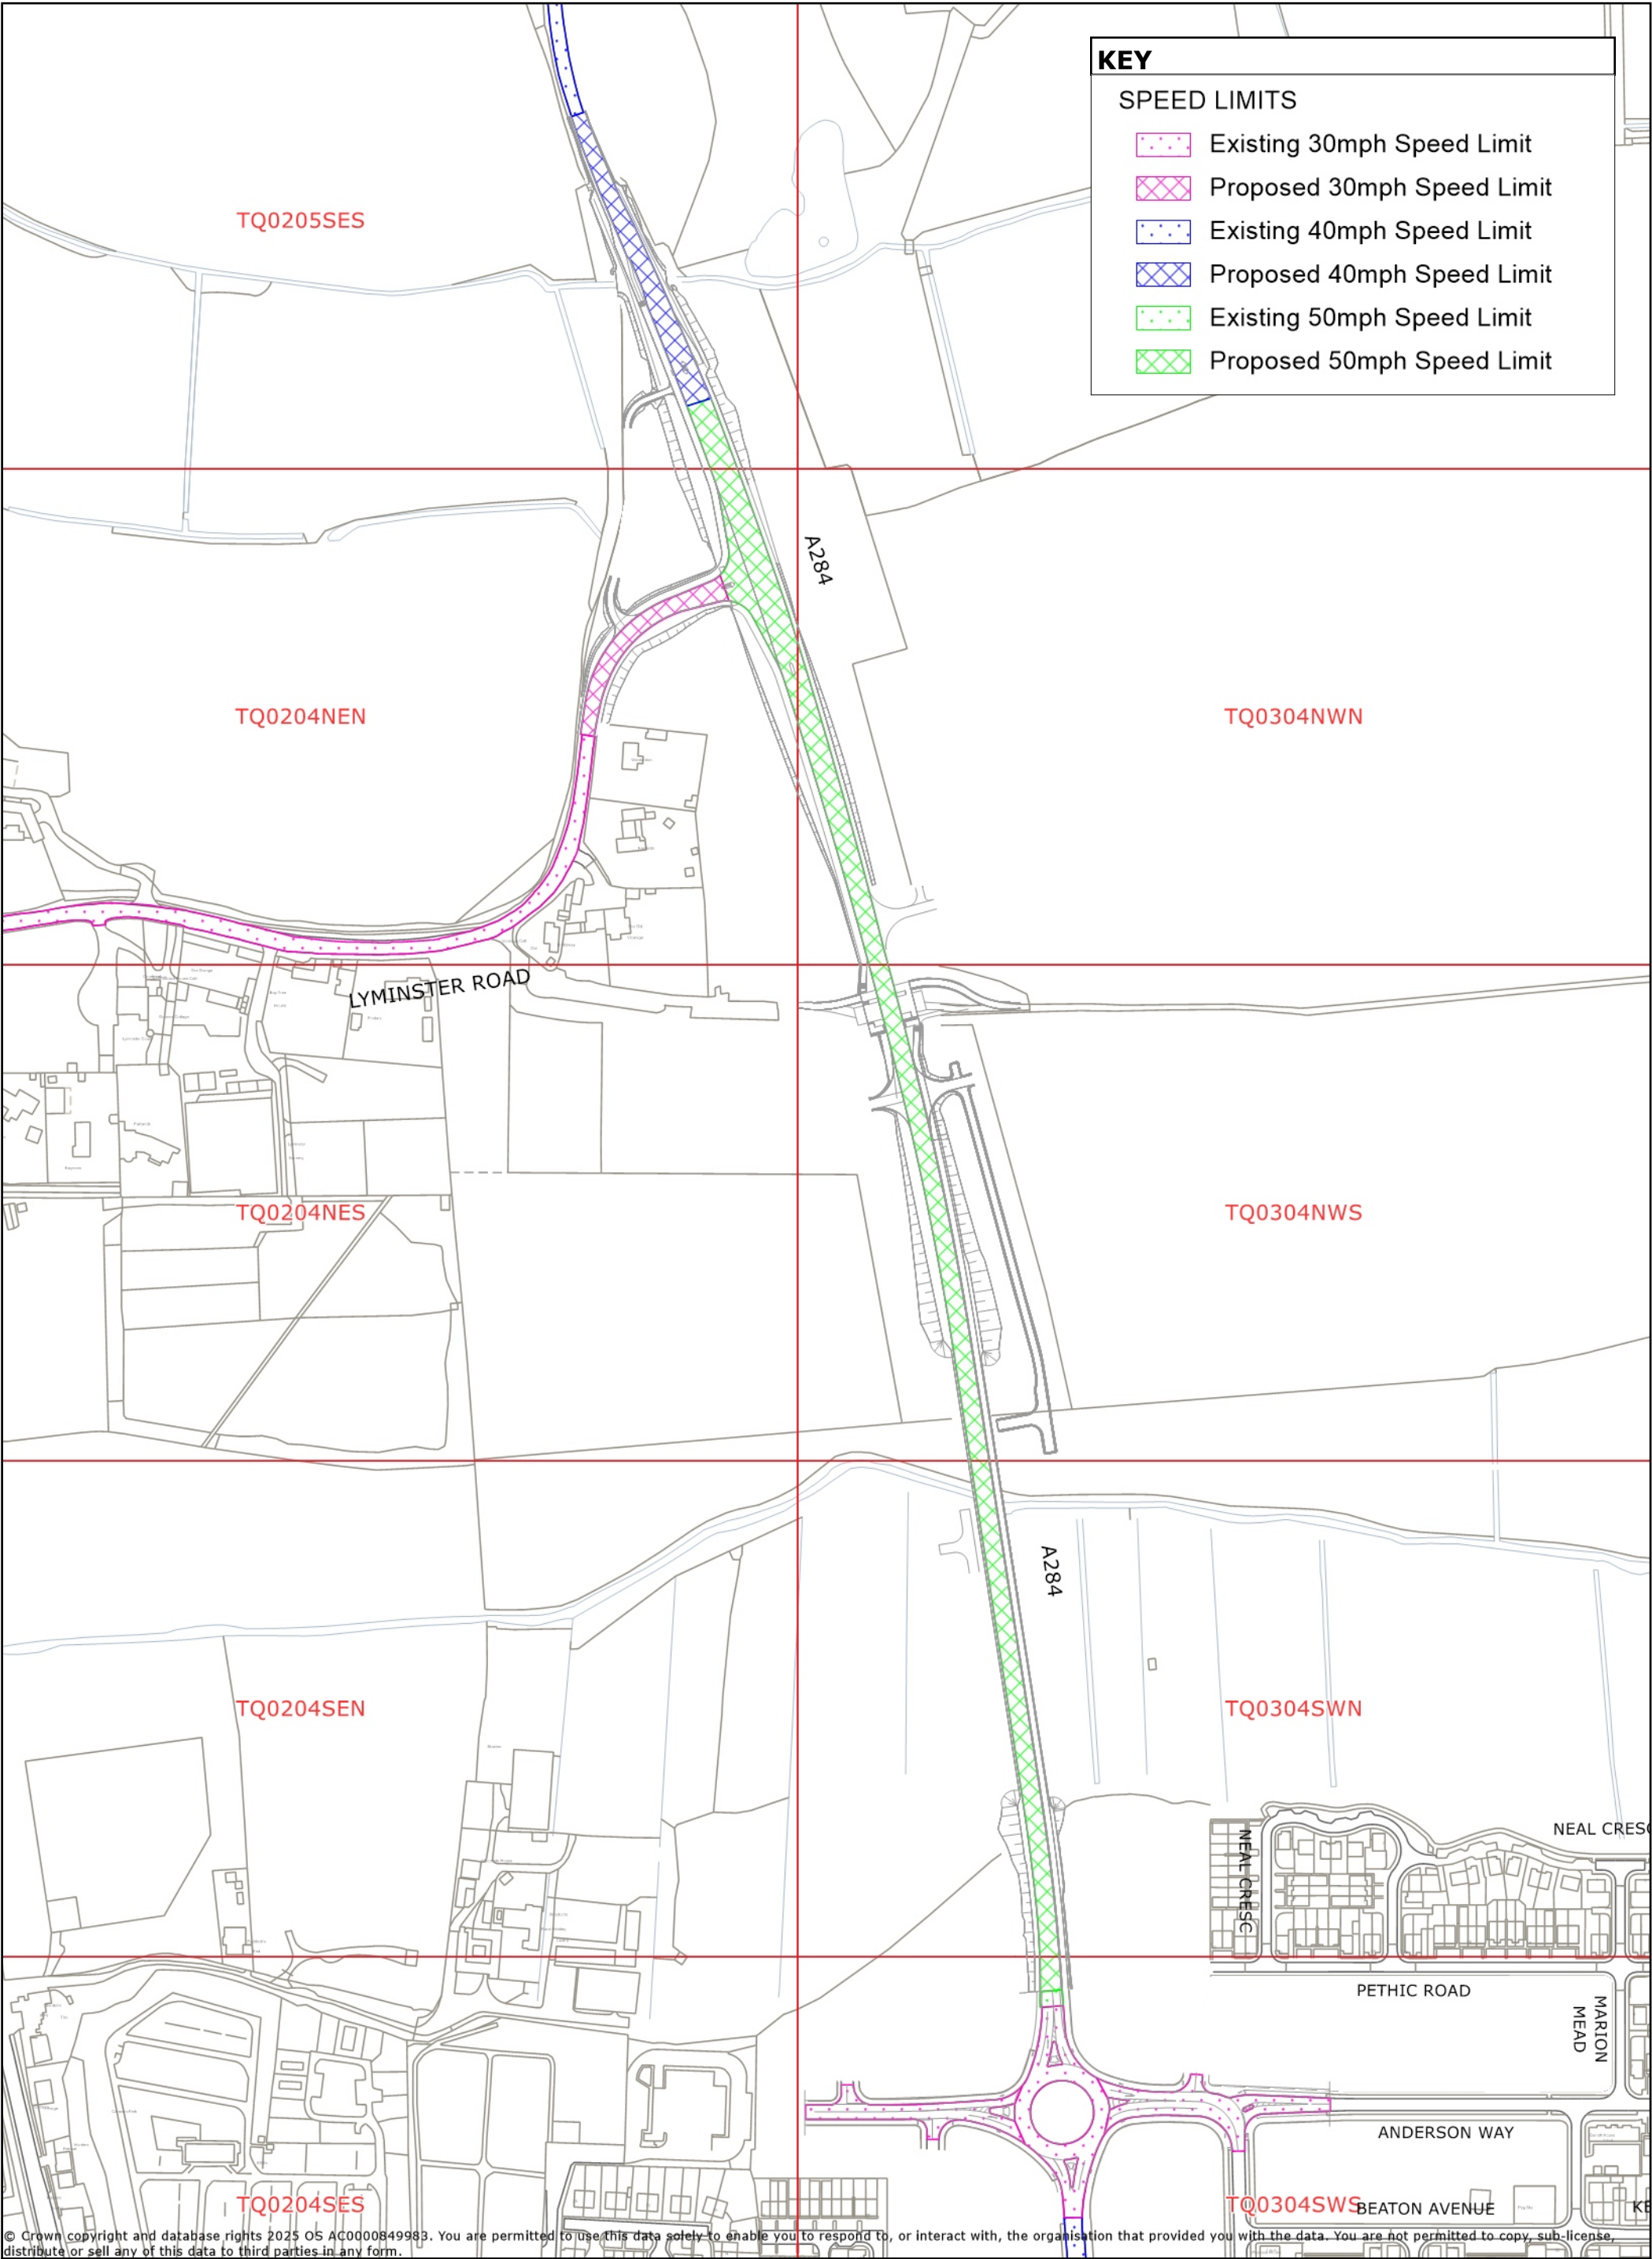 KEY
SPEED LIMITS
Existing 30mph Speed Limit
Proposed 30mph Speed Limit
Existing 40mph Speed Limit
Proposed 40mph Speed Limit
Existing 50mph Speed Limit
Proposed 50mph Speed Limit
TQ0205SES
A284
TQ0204NEN
TQ0304NWN
LYMINSTER ROAD
TQ0204NES
TQ0304NWS
A284
TQ0204SEN
TQ0304SWN
NEAL CRESC
NEAL CRESC
PETHIC ROAD
MARION
MEAD
ANDERSON WAY
TQ0204SES
TQ0304SWS
BEATON AVENUE
KE
© Crown copyright and database rights 2025 OS AC0000849983. You are permitted to use this data solely to enable you to respond to, or interact with, the organisation that provided you with the data. You are not permitted to copy, sub-license,
distribute or sell any of this data to third parties in any form.